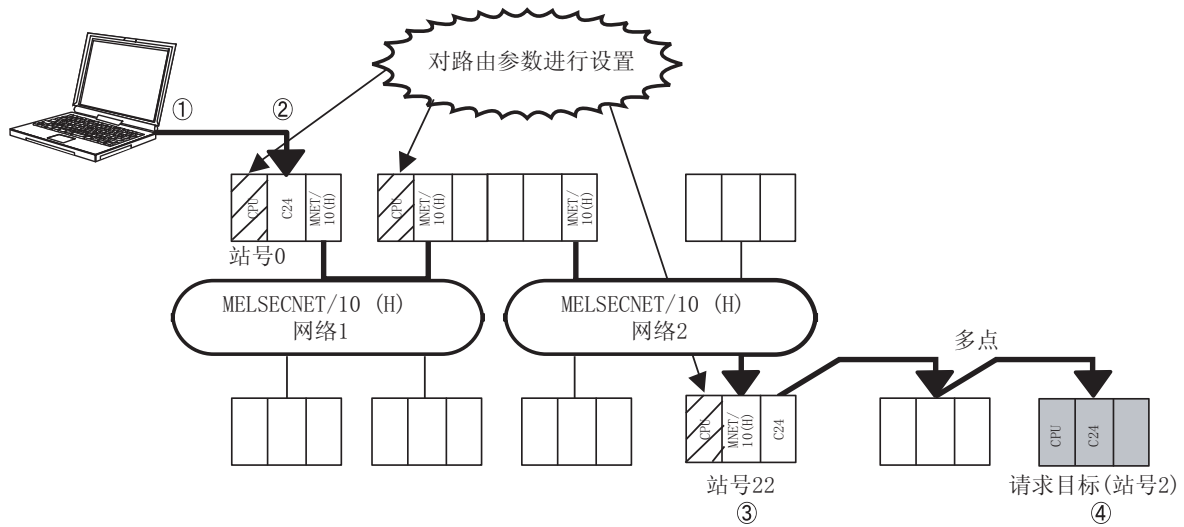 对路由参数进行设置
①
②
CPU
C24
MNET/
10(H)
CPU
MNET/
10(H)
MNET/
10(H)
站号0
MELSECNET/10 (H)
网络1
MELSECNET/10 (H)
网络2
多点
CPU
MNET/
10(H)
C24
CPU
C24
站号22
请求目标(站号2)
③
④